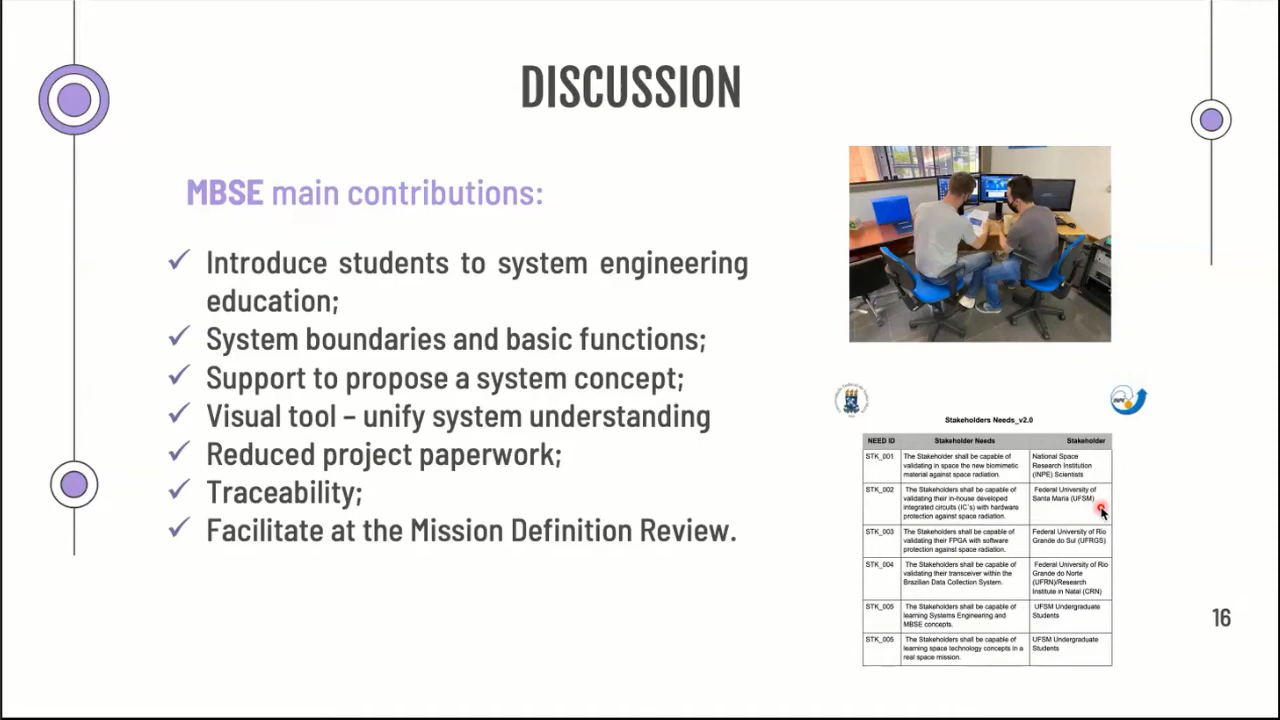 DISCUSSION
MBSE main contributions:
✓ Introduce students to system engineering
education;
✓ System boundaries and basic functions;
✓ Support to propose a system concept;
✓ Visual tool – unify system understanding
✓ Reduced project paperwork;
✓ Traceability;
✓ Facilitate at the Mission Definition Review.
INPE
Stakeholders Needs_v2.0
NEED ID Stakeholder Needs Stakeholder
STK_001
The Stakeholder shall be capable of
validating in space the new biomimetic
material against space radiation.
National Space
Research Institution
(INPE) Scientists
STK_002
The Stakeholders shall be capable of
validating their in-house developed
integrated circuits (IC´s) with hardware
protection against space radiation.
Federal University of
Santa Maria (UFSM)
STK_003
The Stakeholders shall be capable of
validating their FPGA with software
protection against space radiation.
Federal University of Rio
Grande do Sul (UFRGS)
STK_004
The Stakeholders shall be capable of
validating their transceiver within the
Brazilian Data Collection System.
Federal University of Rio
Grande do Norte
(UFRN)/Research
Institute in Natal (CRN)
STK_005
The Stakeholders shall be capable of
learning Systems Engineering and
MBSE concepts.
UFSM Undergraduate
Students
STK_005
The Stakeholders shall be capable of
learning space technology concepts in a
real space mission.
UFSM Undergraduate
Students
16